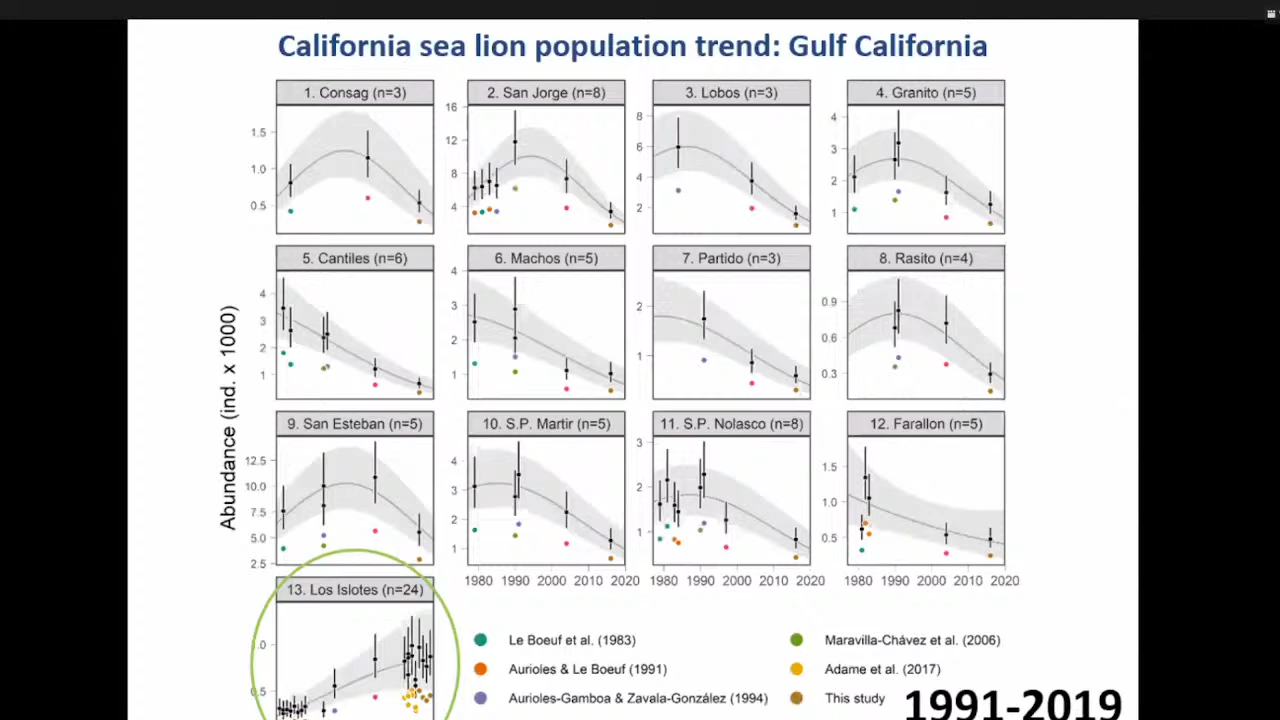 California sea lion population trend: Gulf California
1. Consag (n=3)
2. San Jorge (n=8)
3. Lobos (n=3)
4. Granito (n=5)
1.5
1.0
0.5
16
12
8
4
8
6
4
2
4
3
2
1
5. Cantiles (n=6)
6. Machos (n=5)
7. Partido (n=3)
8. Rasito (n=4)
4
3
2
1
4
3
2
1
2
1
0.9
0.6
0.3
Abundance (ind. x 1000)
9. San Esteban (n=5)
10. S.P. Martir (n=5)
11. S.P. Nolasco (n=8)
12. Farallon (n=5)
12.5
10.0
7.5
5.0
2.5
4
3
2
1
3
2
1
1.5
1.0
0.5
1980 1990 2000 2010 2020
1980 1990 2000 2010 2020
1980 1990 2000 2010 2020
13. Los Islotes (n=24)
.0
0.5
Le Boeuf et al. (1983)
Aurioles & Le Boeuf (1991)
Aurioles-Gamboa & Zavala-González (1994)
Maravilla-Chávez et al. (2006)
Adame et al. (2017)
This study
1991-2019